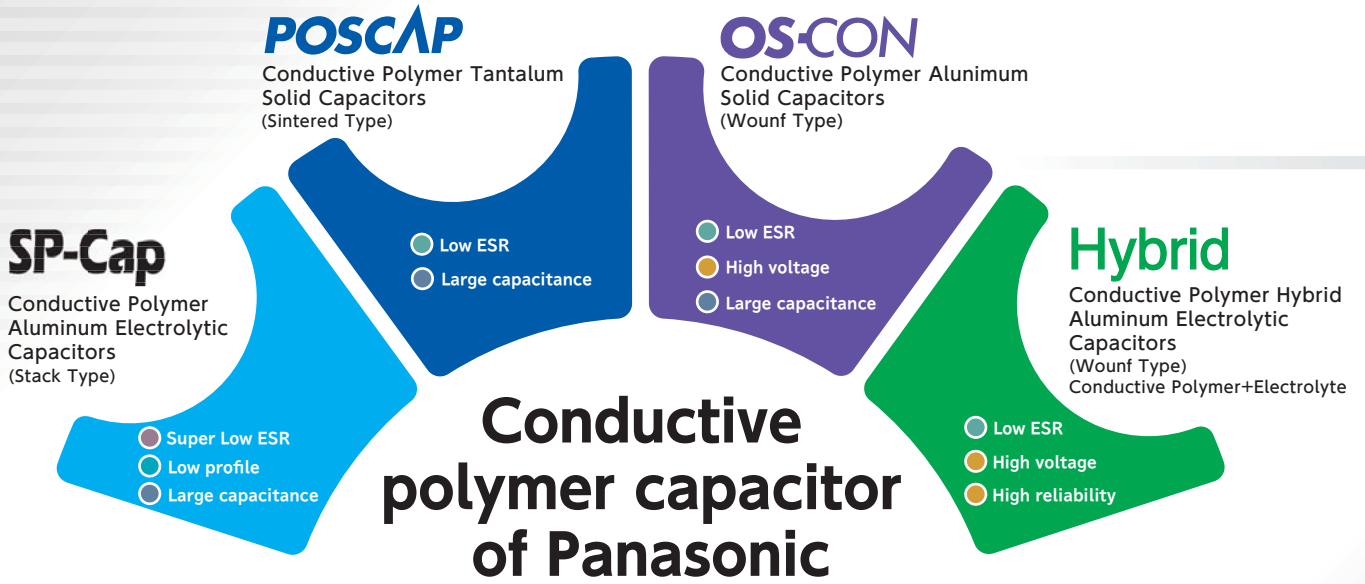 POSCAP
Conductive Polymer Tantalum
Solid Capacitors
(Sintered Type)
OS-CON
Conductive Polymer Alunimum
Solid Capacitors
(Wounf Type)
SP-Cap
Conductive Polymer
Aluminum Electrolytic
Capacitors
(Stack Type)
Hybrid
Conductive Polymer Hybrid
Aluminum Electrolytic
Capacitors
(Wounf Type)
Conductive Polymer+Electrolyte
Low ESR
Large capacitance
Low ESR
High voltage
Large capacitance
Super Low ESR
Low profile
Large capacitance
Low ESR
High voltage
High reliability
Conductive
polymer capacitor
of Panasonic